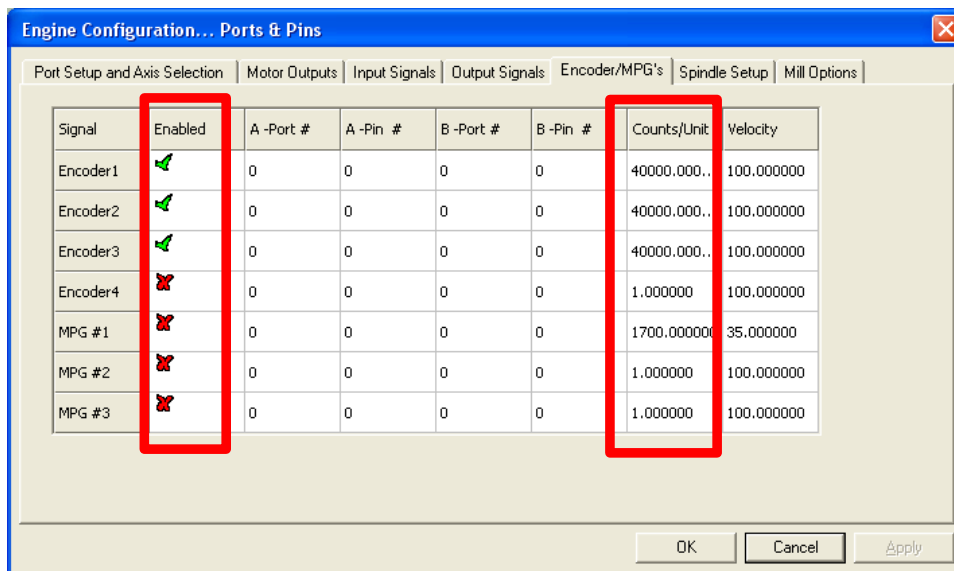 Engine Configuration... Ports & Pins
Port Setup and Axis Selection Motor Outputs Input Signals Output Signals Encoder/MPG's Spindle Setup Mill Options
Signal Enabled A -Port # A -Pin # B -Port # B -Pin # Counts/Unit Velocity
Encoder1 0 0 0 0 40000.000... 100.000000
Encoder2 0 0 0 0 40000.000... 100.000000
Encoder3 0 0 0 0 40000.000... 100.000000
Encoder4 0 0 0 0 1.000000 100.000000
MPG #1 0 0 0 0 1700.000000 35.000000
MPG #2 0 0 0 0 1.000000 100.000000
MPG #3 0 0 0 0 1.000000 100.000000
OK Cancel Apply